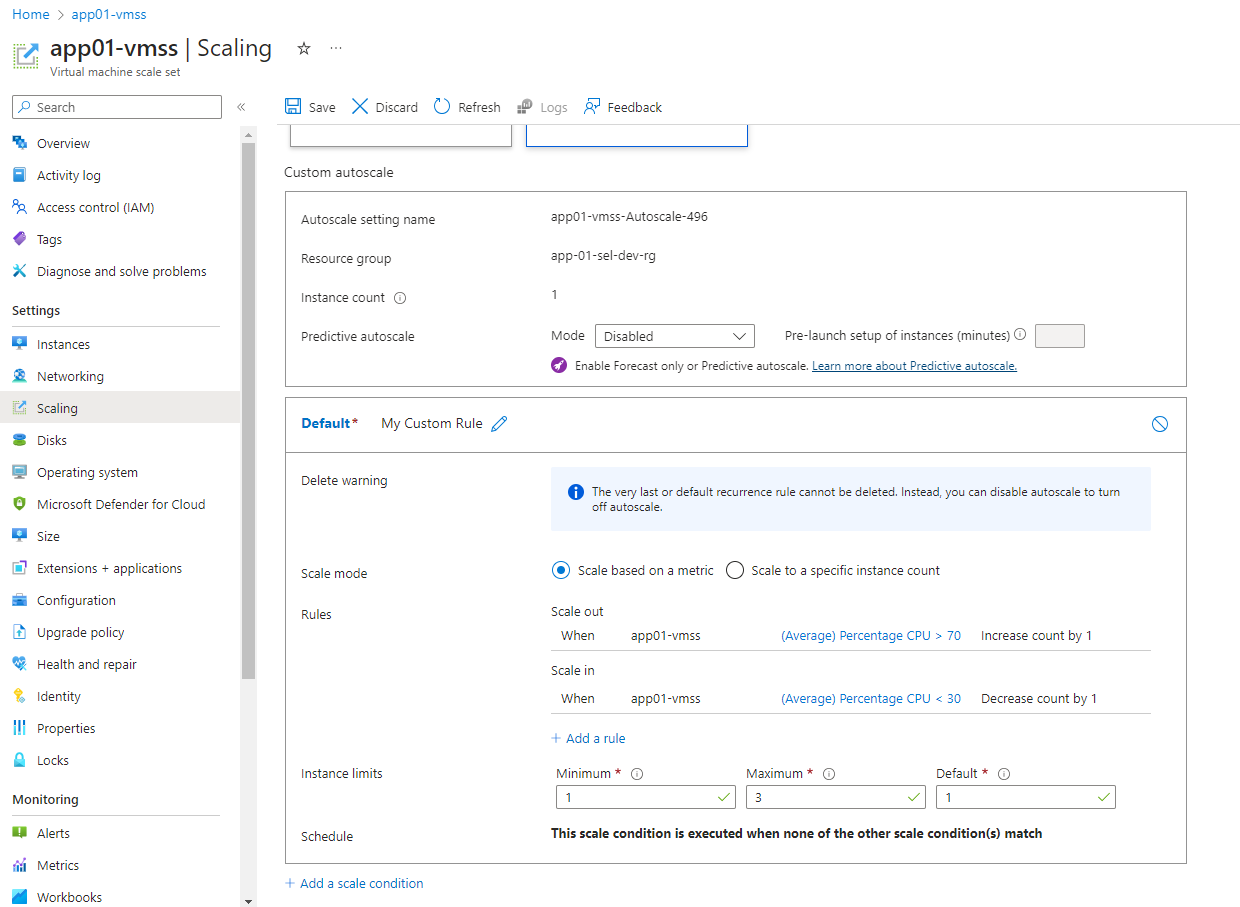 Home > app01-vmss
app01-vmss | Scaling ☆ ...
Virtual machine scale set
Search «
Save Discard Refresh Logs Feedback
Overview
Activity log
Access control (IAM)
Tags
Diagnose and solve problems
Settings
Instances
Networking
Scaling
Disks
Operating system
Microsoft Defender for Cloud
Size
Extensions + applications
Configuration
Upgrade policy
Health and repair
Identity
Properties
Locks
Monitoring
Alerts
Metrics
Workbooks
Custom autoscale
Autoscale setting name app01-vmss-Autoscale-496
Resource group app-01-sel-dev-rg
Instance count 1
Predictive autoscale Mode Disabled Pre-launch setup of instances (minutes)
Enable Forecast only or Predictive autoscale. Learn more about Predictive autoscale.
Default* My Custom Rule
Delete warning
The very last or default recurrence rule cannot be deleted. Instead, you can disable autoscale to turn
off autoscale.
Scale mode Scale based on a metric Scale to a specific instance count
Rules
Scale out
When app01-vmss (Average) Percentage CPU > 70 Increase count by 1
Scale in
When app01-vmss (Average) Percentage CPU < 30 Decrease count by 1
+ Add a rule
Instance limits Minimum * Maximum * Default *
1 3 1
Schedule This scale condition is executed when none of the other scale condition(s) match
+ Add a scale condition